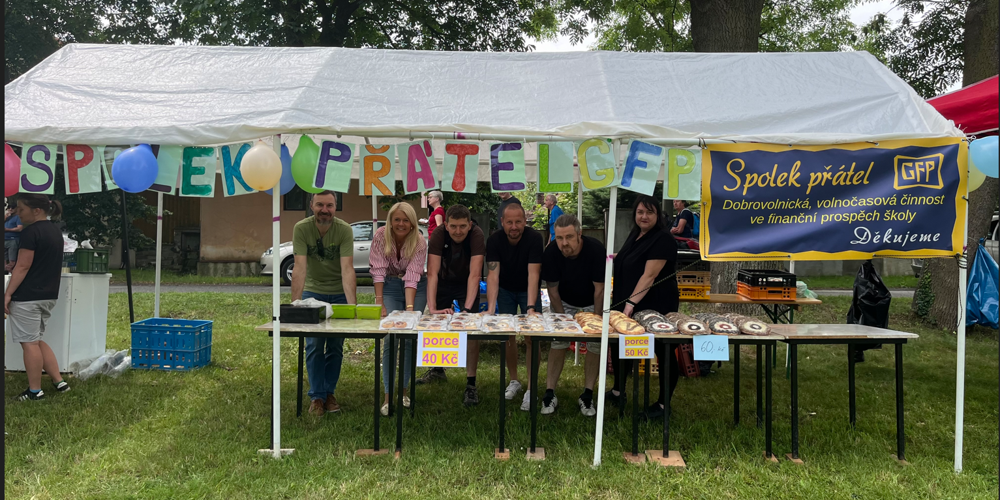 SPOLEK PŘÁTEL GFP
Spolek přátel GFP
Dobrovolnická, volnočasová činnost
ve finanční prospěch školy
Děkujeme
porce
40 Kč
porce
50 Kč
60,- Kč